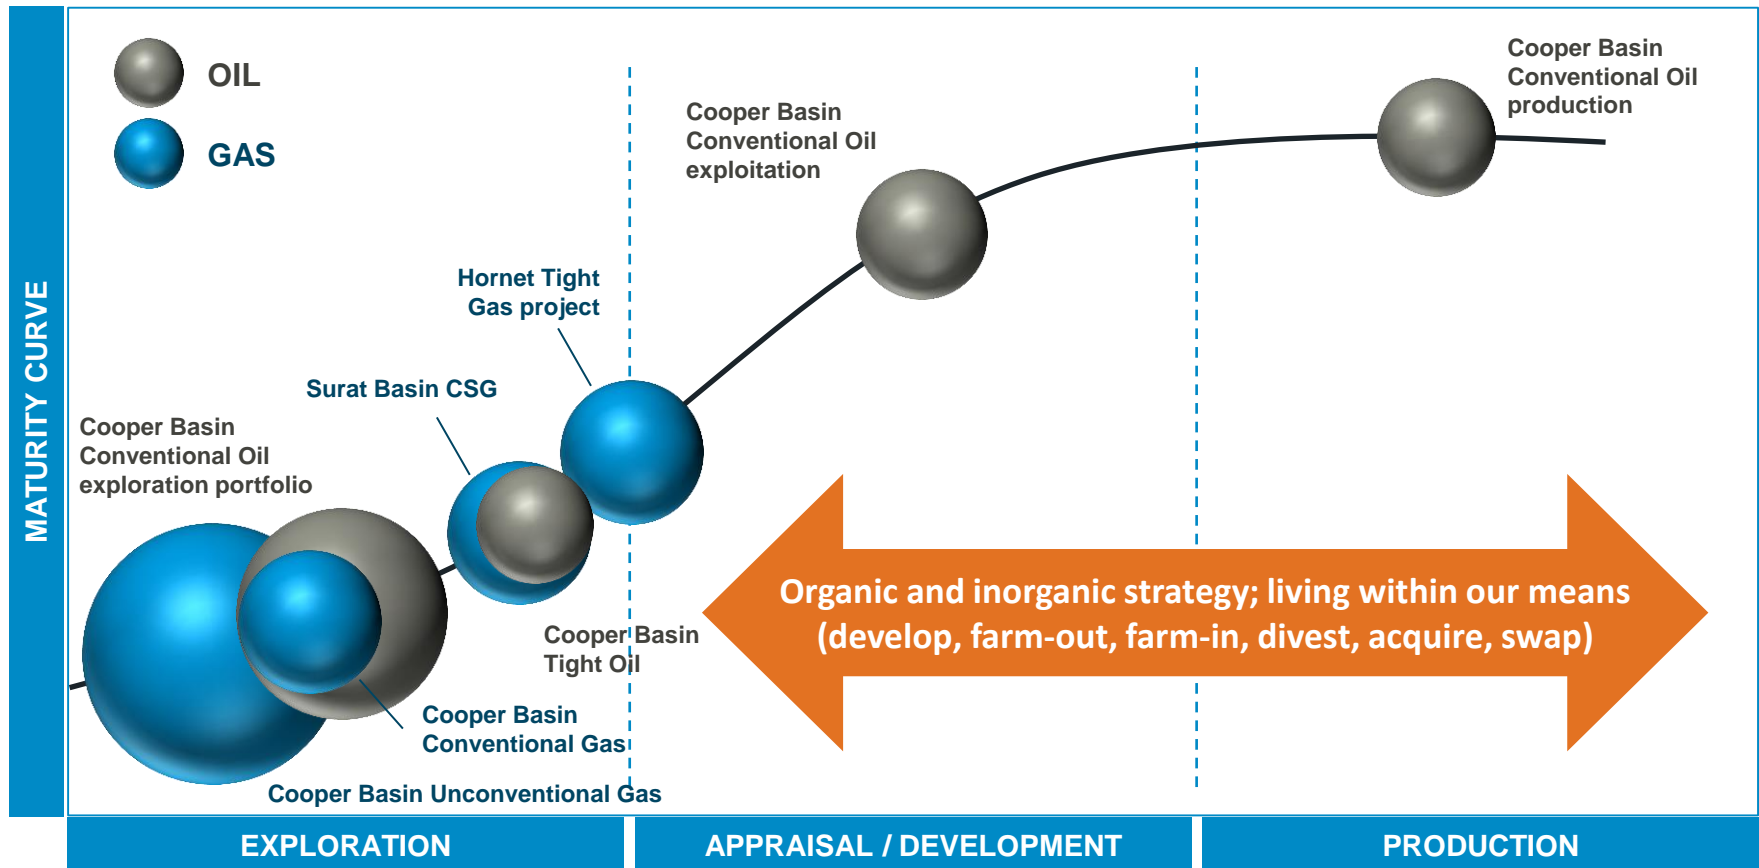 OIL
GAS
MATURITY CURVE
Cooper Basin
Conventional Oil
production
Cooper Basin
Conventional Oil
exploitation
Hornet Tight
Gas project
Surat Basin CSG
Cooper Basin
Conventional Oil
exploration portfolio
Organic and inorganic strategy; living within our means
(develop, farm-out, farm-in, divest, acquire, swap)
Cooper Basin
Tight Oil
Cooper Basin
Conventional Gas
Cooper Basin Unconventional Gas
EXPLORATION
APPRAISAL / DEVELOPMENT
PRODUCTION